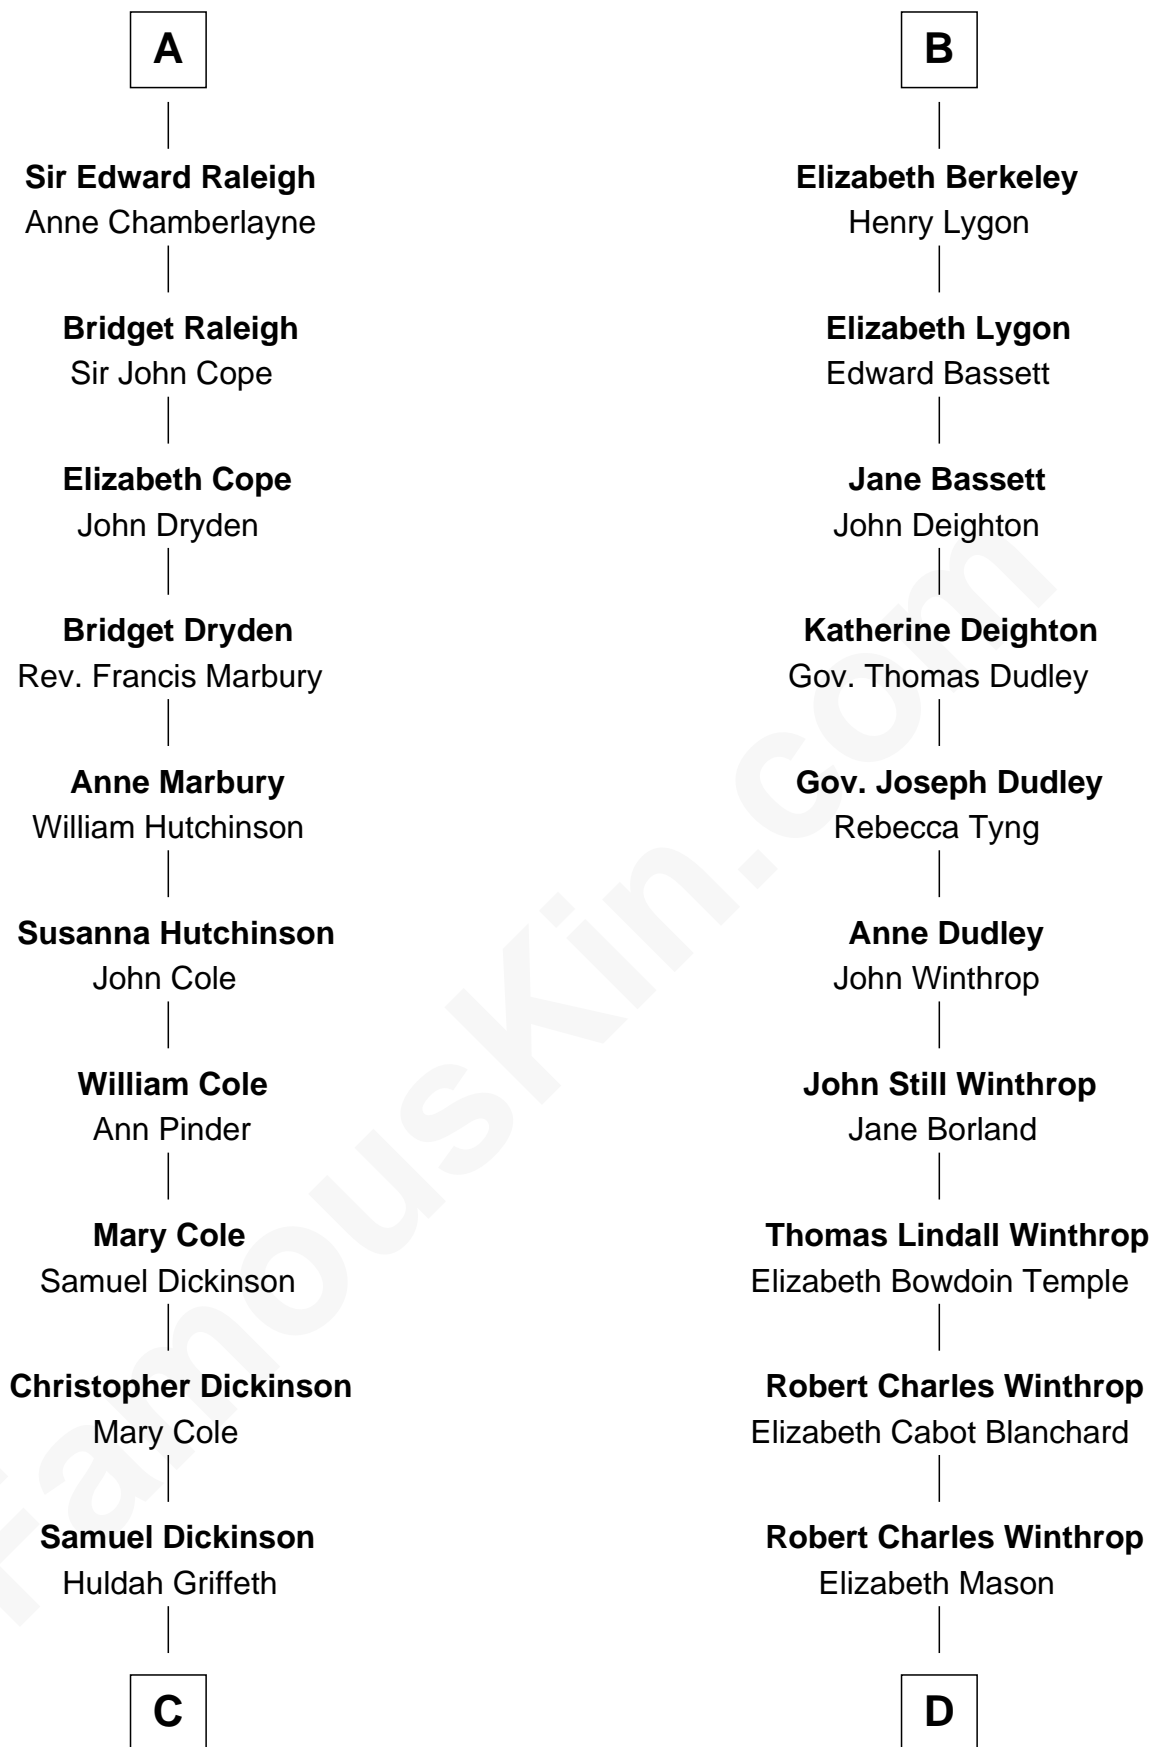 A
Sir Edward Raleigh
Anne Chamberlayne
Bridget Raleigh
Sir John Cope
Elizabeth Cope
John Dryden
Bridget Dryden
Rev. Francis Marbury
Anne Marbury
William Hutchinson
Susanna Hutchinson
John Cole
William Cole
Ann Pinder
Mary Cole
Samuel Dickinson
Christopher Dickinson
Mary Cole
Samuel Dickinson
Huldah Griffeth
C
B
Elizabeth Berkeley
Henry Lygon
Elizabeth Lygon
Edward Bassett
Jane Bassett
John Deighton
Katherine Deighton
Gov. Thomas Dudley
Gov. Joseph Dudley
Rebecca Tyng
Anne Dudley
John Winthrop
John Still Winthrop
Jane Borland
Thomas Lindall Winthrop
Elizabeth Bowdoin Temple
Robert Charles Winthrop
Elizabeth Cabot Blanchard
Robert Charles Winthrop
Elizabeth Mason
D
FamousKin.com